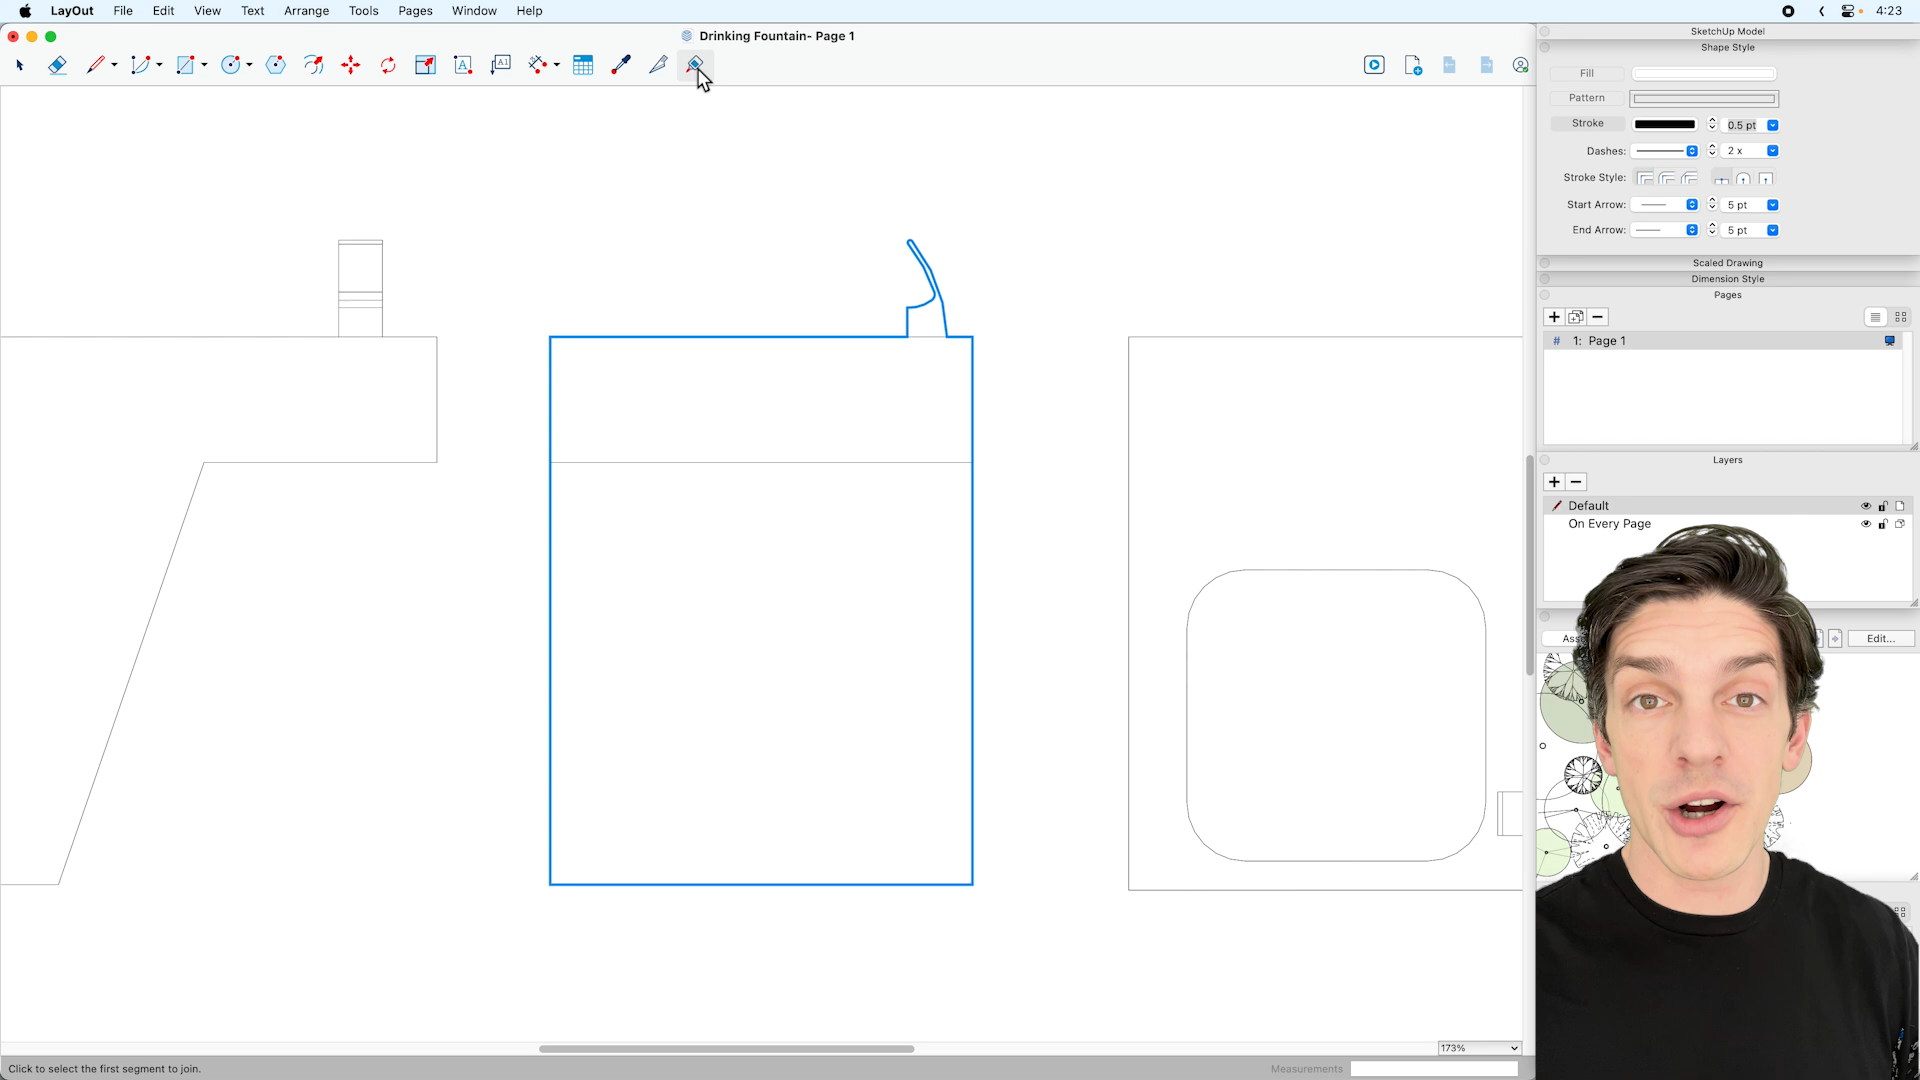 LayOut File Edit View Text Arrange Tools Pages Window Help 4:23
Drinking Fountain- Page 1
A
A1
SketchUp Model
Shape Style
Fill
Pattern
Stroke 0.5 pt
Dashes: 2 x
Stroke Style:
Start Arrow: 5 pt
End Arrow: 5 pt
Scaled Drawing
Dimension Style
Pages
# 1: Page 1
Layers
Default
On Every Page
Edit...
173%
Click to select the first segment to join.
Measurements